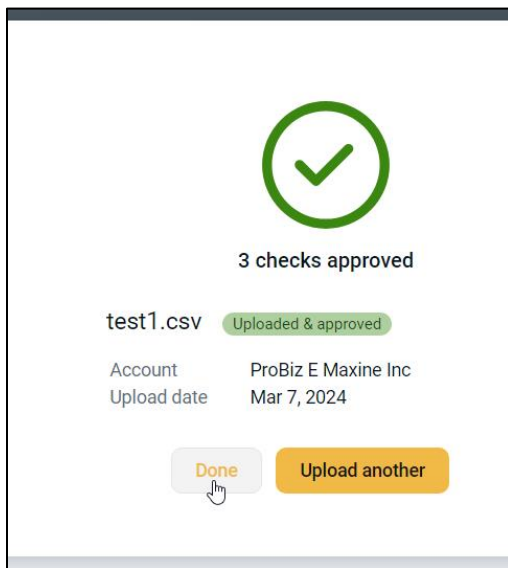 3 checks approved
test1.csv Uploaded & approved
Account ProBiz E Maxine Inc
Upload date Mar 7, 2024
Done Upload another